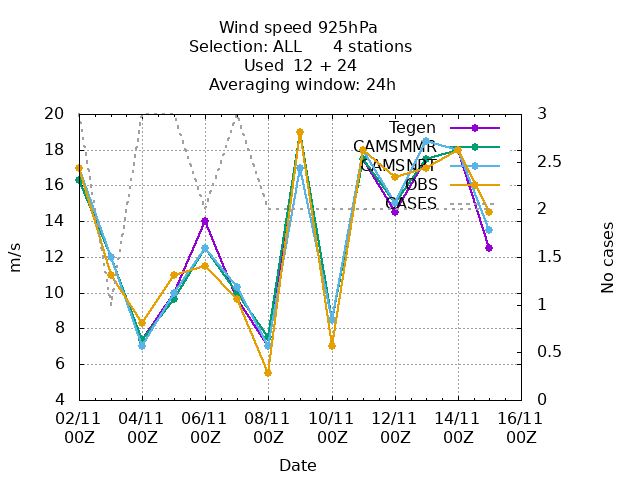 Wind speed 925hPa
Selection: ALL 4 stations
Used 12 + 24
Averaging window: 24h
Tegen
CAMSMMR
CAMSNRT
OBS
CASES
20
18
16
14
12
10
8
6
4
m/s
3
2.5
2
1.5
1
0.5
0
No cases
02/11 04/11 06/11 08/11 10/11 12/11 14/11 16/11
00Z 00Z 00Z 00Z 00Z 00Z 00Z 00Z
Date